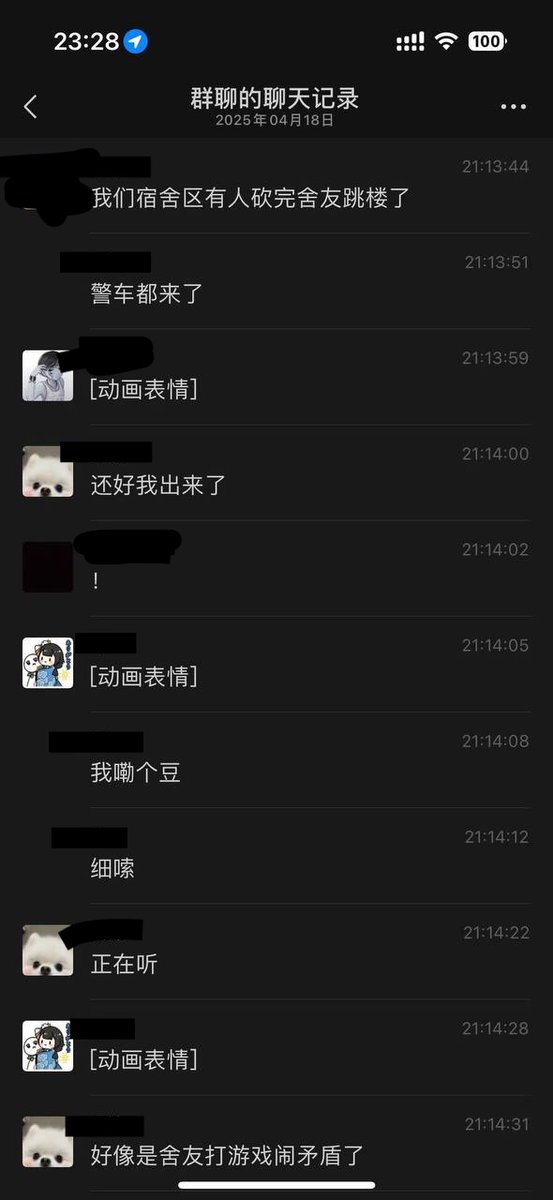 23:28
100
群聊的聊天记录
2025年04月18日
21:13:44
我们宿舍区有人砍完舍友跳楼了
21:13:51
警车都来了
21:13:59
[动画表情]
21:14:00
还好我出来了
21:14:02
！
21:14:05
[动画表情]
21:14:08
我嘞个豆
21:14:12
细嗦
21:14:22
正在听
21:14:28
[动画表情]
21:14:31
好像是舍友打游戏闹矛盾了